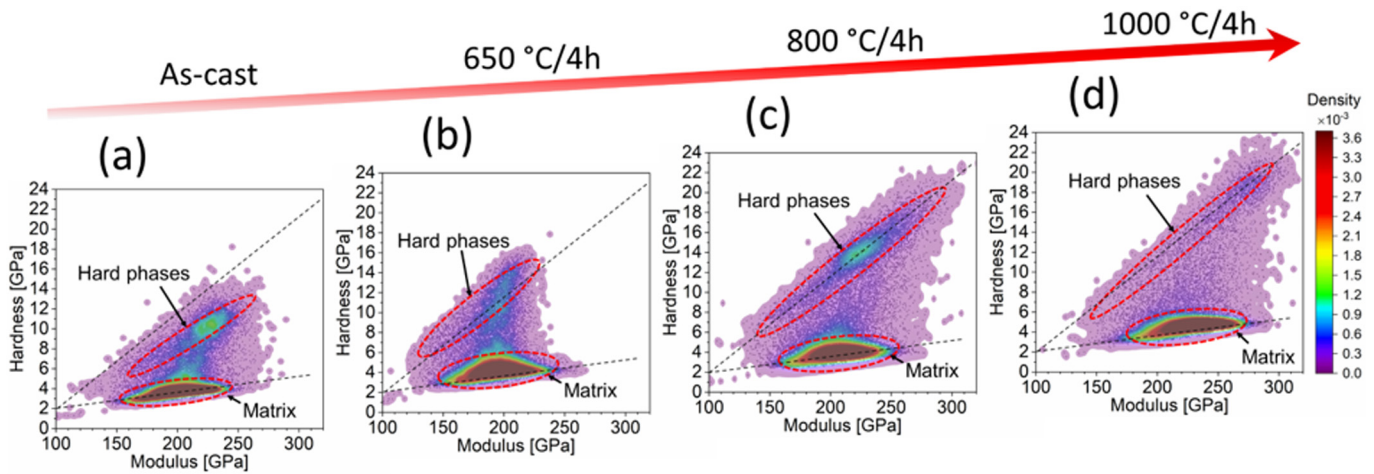 As-cast
650 °C/4h
800 °C/4h
1000 °C/4h
(a)
(b)
(c)
(d)
Density
×10⁻³
3.6
3.3
3.0
2.7
2.4
2.1
1.8
1.5
1.2
0.9
0.6
0.3
0.0
Hardness [GPa]
24
22
20
18
16
14
12
10
8
6
4
2
0
Hard phases
Matrix
100 150 200 250 300
Modulus [GPa]
Hardness [GPa]
24
22
20
18
16
14
12
10
8
6
4
2
0
Hard phases
Matrix
100 150 200 250 300
Modulus [GPa]
Hardness [GPa]
24
22
20
18
16
14
12
10
8
6
4
2
0
Hard phases
Matrix
100 150 200 250 300
Modulus [GPa]
Hardness [GPa]
24
22
20
18
16
14
12
10
8
6
4
2
0
Hard phases
Matrix
100 150 200 250 300
Modulus [GPa]